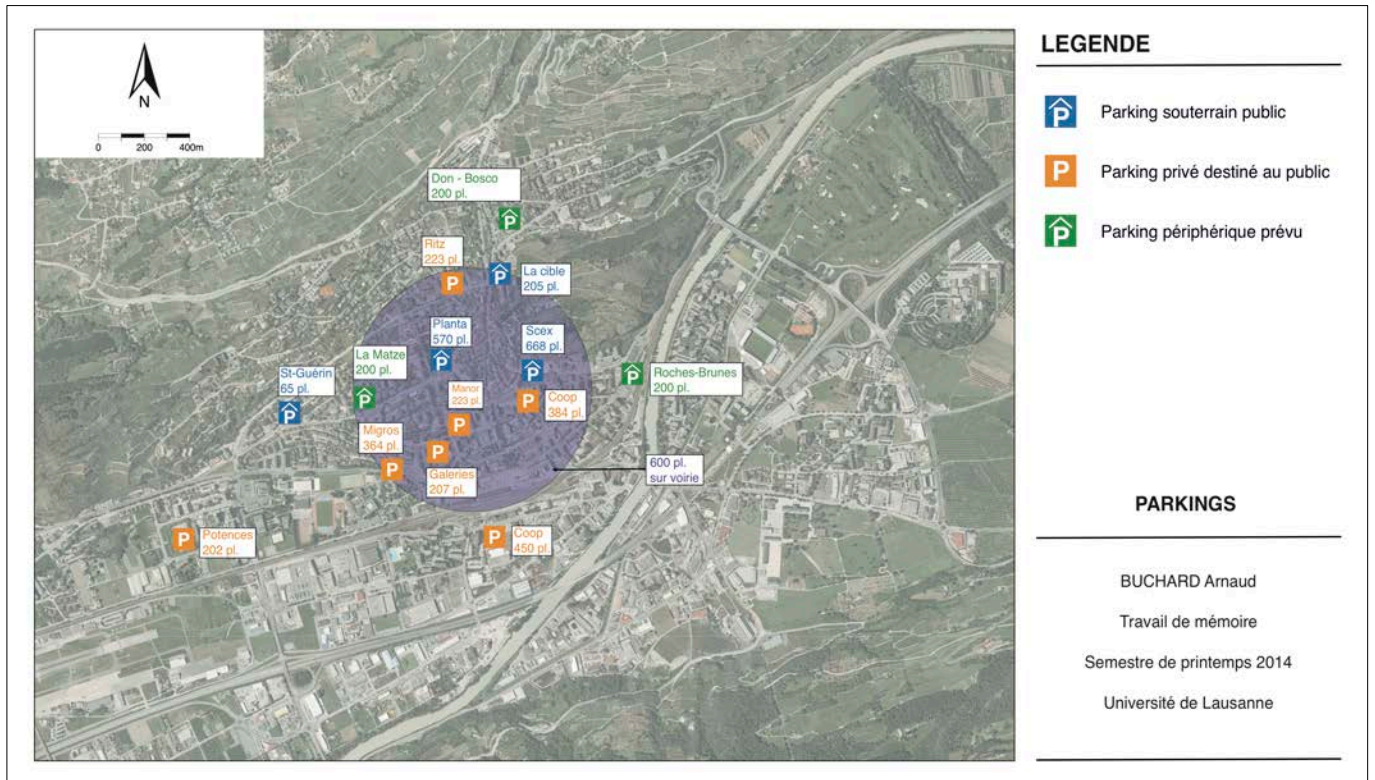 N
0 200 400m
Don - Bosco
200 pl.
Ritz
223 pl.
La cible
205 pl.
Planta
570 pl.
Scex
668 pl.
La Matze
200 pl.
St-Guérin
65 pl.
Roches-Brunes
200 pl.
Manor
223 pl.
Coop
384 pl.
Migros
364 pl.
Galeries
207 pl.
600 pl.
sur voirie
Potences
202 pl.
Coop
450 pl.
LEGENDE
P Parking souterrain public
P Parking privé destiné au public
P Parking périphérique prévu
PARKINGS
BUCHARD Arnaud
Travail de mémoire
Semestre de printemps 2014
Université de Lausanne